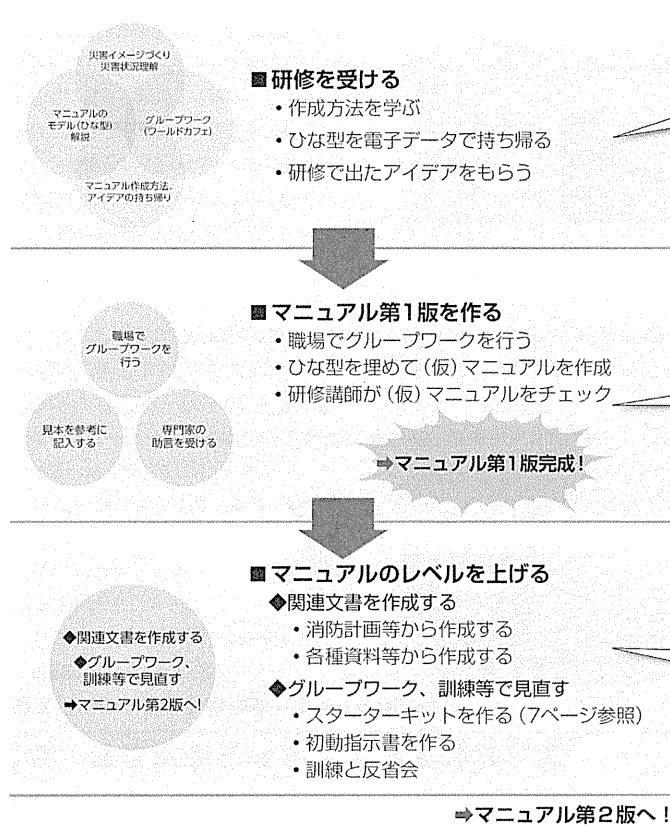 災害イメージづくり
災害状況理解
マニュアルの
モデル(ひな型)
解説
グループワーク
(ワールドカフェ)
マニュアル作成方法、
アイデアの持ち帰り
■研修を受ける
・作成方法を学ぶ
・ひな型を電子データで持ち帰る
・研修で出たアイデアをもらう
職場で
グループワークを
行う
見本を参考に
記入する
専門家の
助言を受ける
■マニュアル第1版を作る
・職場でグループワークを行う
・ひな型を埋めて(仮)マニュアルを作成
・研修講師が(仮)マニュアルをチェック
➡マニュアル第1版完成!
◆関連文書を作成する
◆グループワーク、
訓練等で見直す
➡マニュアル第2版へ!
■マニュアルのレベルを上げる
◆関連文書を作成する
・消防計画等から作成する
・各種資料等から作成する
◆グループワーク、訓練等で見直す
・スターターキットを作る(7ページ参照)
・初動指示書を作る
・訓練と反省会
➡マニュアル第2版へ!